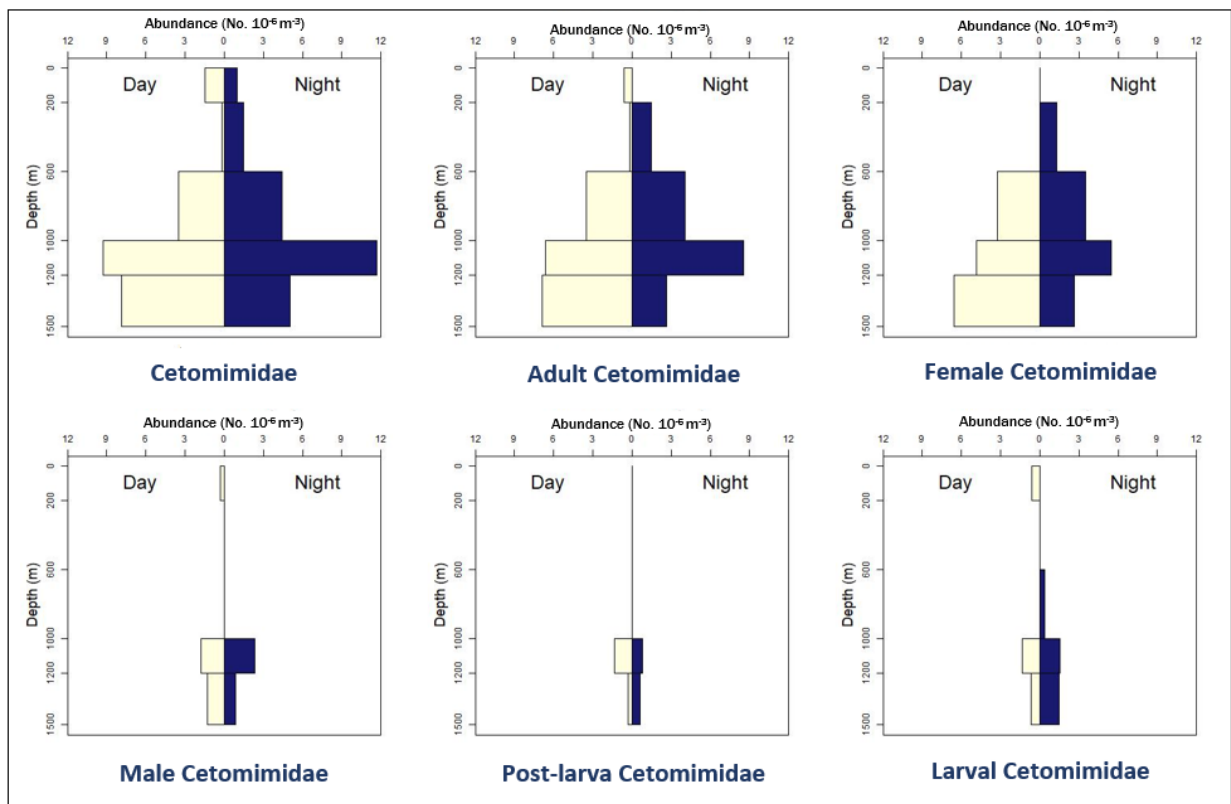 Abundance (No. 10⁻⁶ m⁻³)
12 9 6 3 0 3 6 9 12
Day Night
Depth (m)
0
200
600
1000
1200
1500
Cetomimidae
Abundance (No. 10⁻⁶ m⁻³)
12 9 6 3 0 3 6 9 12
Day Night
Depth (m)
0
200
600
1000
1200
1500
Adult Cetomimidae
Abundance (No. 10⁻⁶ m⁻³)
12 9 6 3 0 3 6 9 12
Day Night
Depth (m)
0
200
600
1000
1200
1500
Female Cetomimidae
Abundance (No. 10⁻⁶ m⁻³)
12 9 6 3 0 3 6 9 12
Day Night
Depth (m)
0
200
600
1000
1200
1500
Male Cetomimidae
Abundance (No. 10⁻⁶ m⁻³)
12 9 6 3 0 3 6 9 12
Day Night
Depth (m)
0
200
600
1000
1200
1500
Post-larva Cetomimidae
Abundance (No. 10⁻⁶ m⁻³)
12 9 6 3 0 3 6 9 12
Day Night
Depth (m)
0
200
600
1000
1200
1500
Larval Cetomimidae